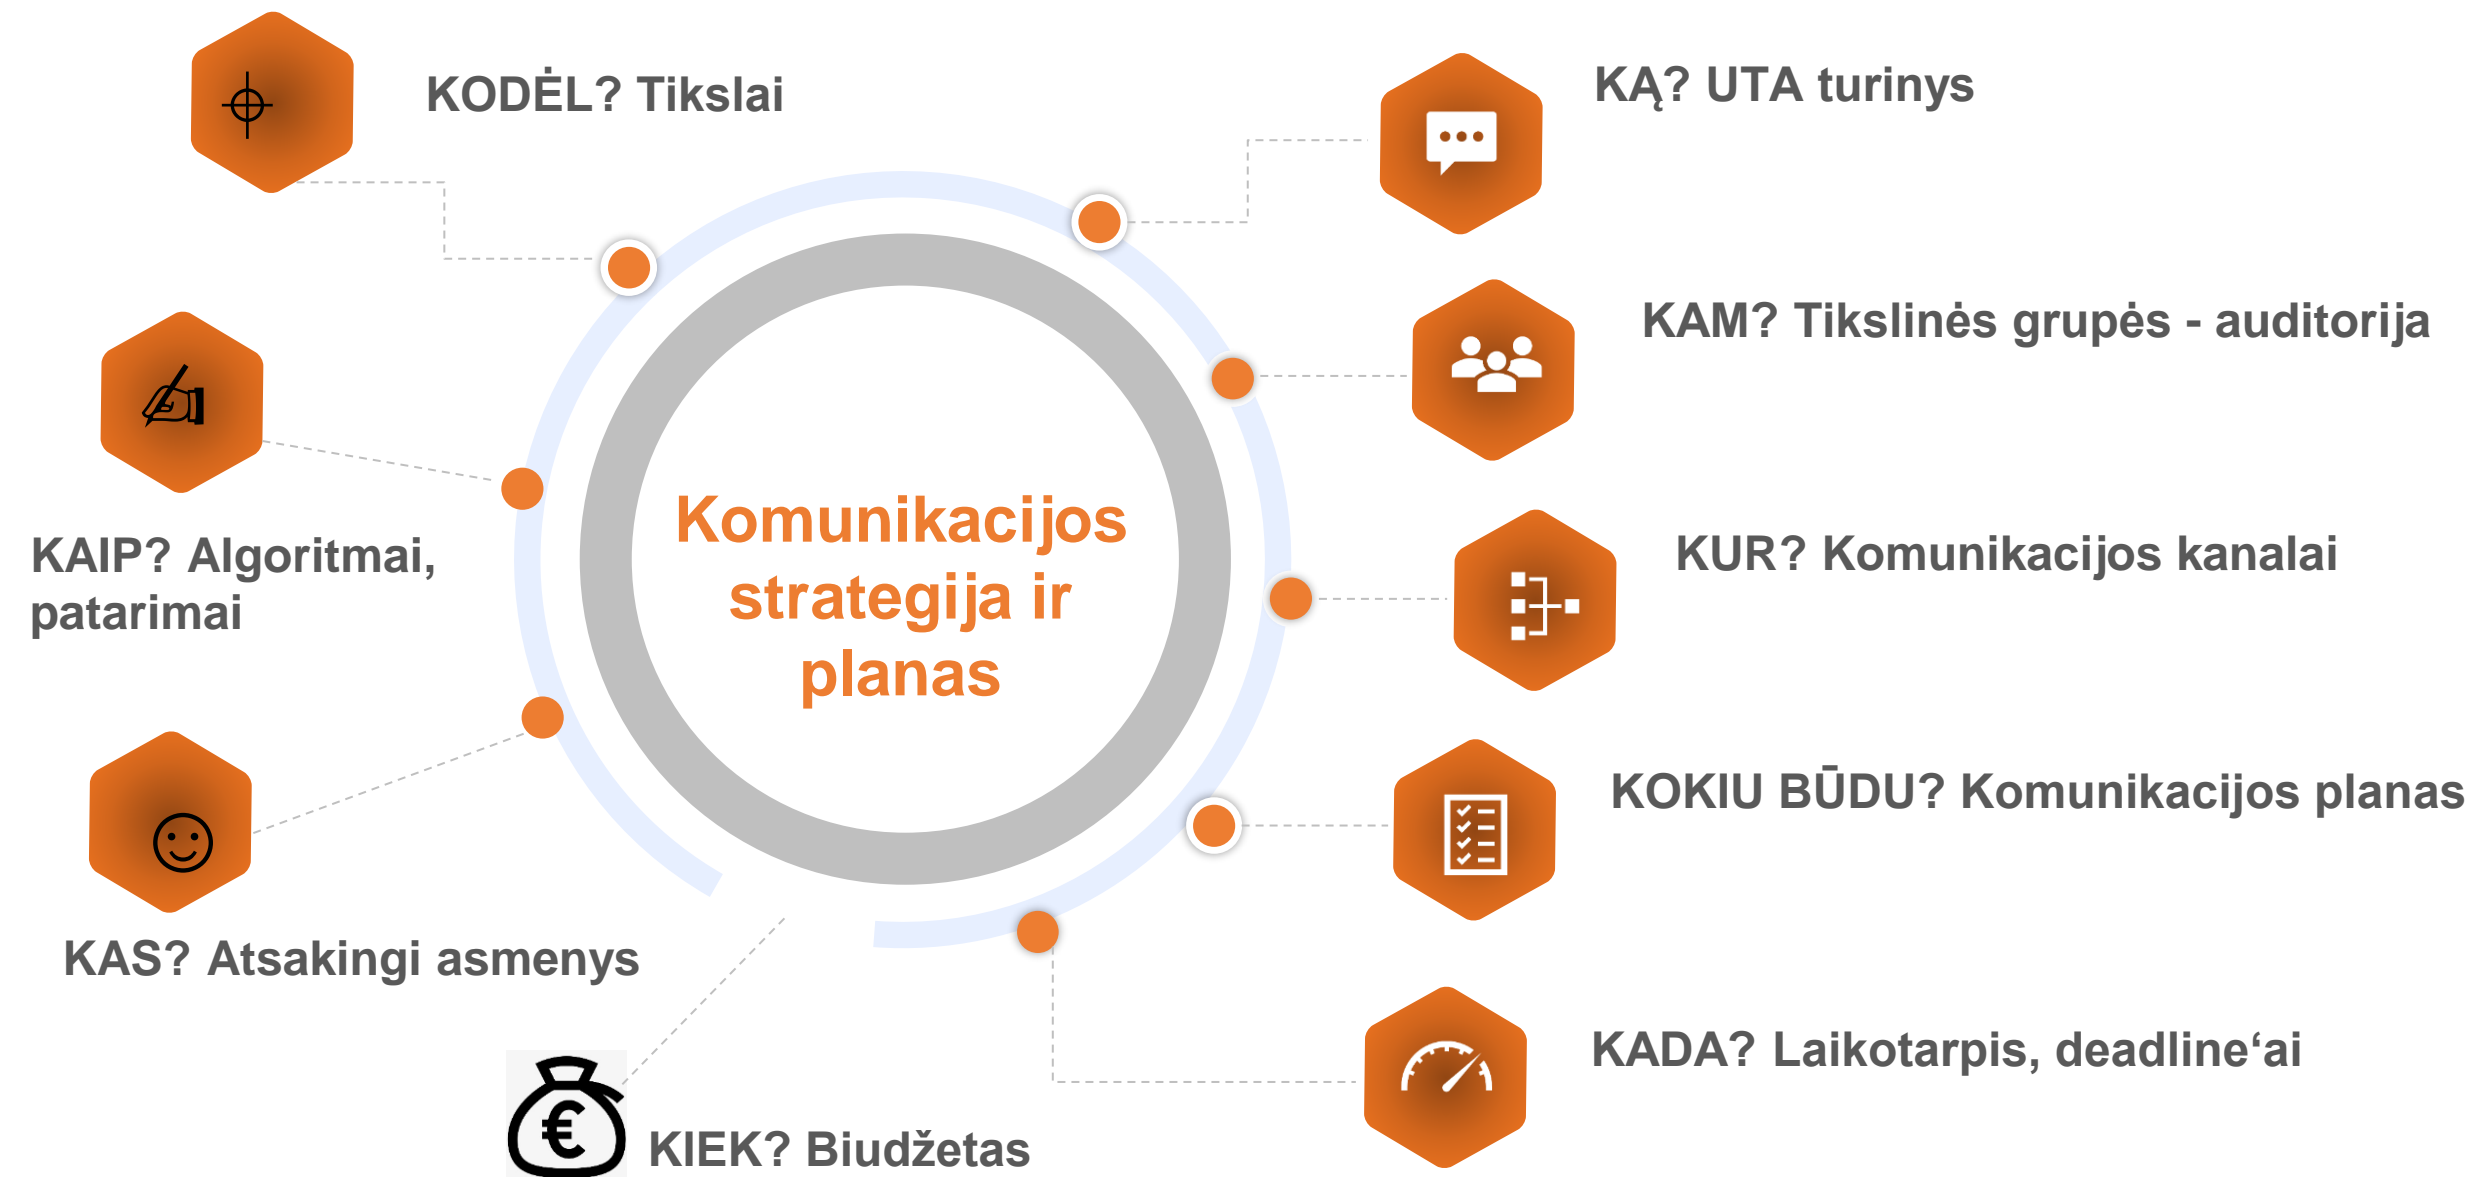 KODĖL? Tikslai
KĄ? UTA turinys
KAM? Tikslinės grupės - auditorija
KUR? Komunikacijos kanalai
KOKIU BŪDU? Komunikacijos planas
KADA? Laikotarpis, deadline‘ai
KIEK? Biudžetas
KAS? Atsakingi asmenys
KAIP? Algoritmai,
patarimai
Komunikacijos
strategija ir
planas